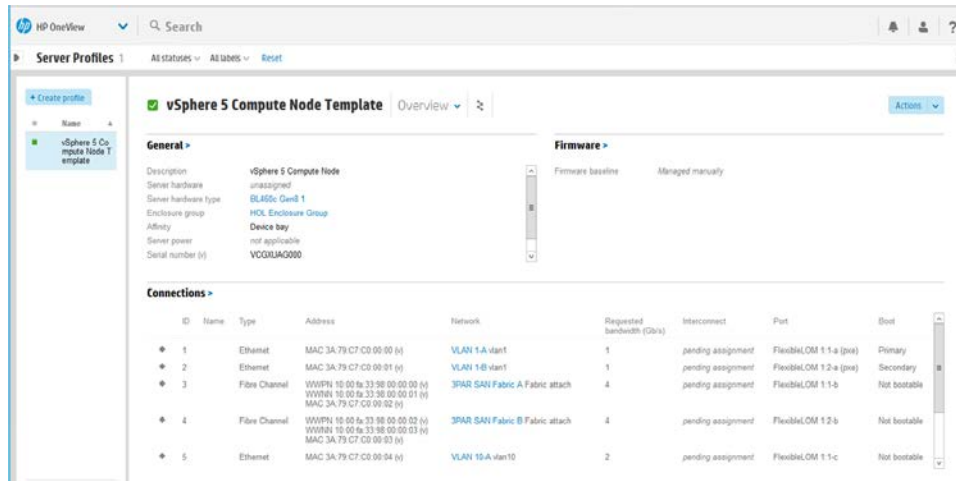 hp HP OneView Search ?
Server Profiles 1 All statuses All labels Reset
+ Create profile
Name
vSphere 5 Co
mpute Node T
emplate
vSphere 5 Compute Node Template Overview Actions
General >
Description vSphere 5 Compute Node
Server hardware unassigned
Server hardware type BL460c Gen8 1
Enclosure group HOL Enclosure Group
Affinity Device bay
Server power not applicable
Serial number (v) VCGXUAG000
Firmware >
Firmware baseline Managed manually
Connections >
ID Name Type Address Network Requested bandwidth (Gb/s) Interconnect Port Boot
1 Ethernet MAC 3A:79:C7:C0:00:00 (v) VLAN 1-A vlan1 1 pending assignment FlexibleLOM 1:1-a (pxe) Primary
2 Ethernet MAC 3A:79:C7:C0:00:01 (v) VLAN 1-B vlan1 1 pending assignment FlexibleLOM 1:2-a (pxe) Secondary
3 Fibre Channel WWPN 10:00:fa:33:98:00:00:00 (v) 3PAR SAN Fabric A Fabric attach 4 pending assignment FlexibleLOM 1:1-b Not bootable
WWNN 10:00:fa:33:98:00:00:01 (v)
MAC 3A:79:C7:C0:00:02 (v)
4 Fibre Channel WWPN 10:00:fa:33:98:00:00:02 (v) 3PAR SAN Fabric B Fabric attach 4 pending assignment FlexibleLOM 1:2-b Not bootable
WWNN 10:00:fa:33:98:00:00:03 (v)
MAC 3A:79:C7:C0:00:03 (v)
5 Ethernet MAC 3A:79:C7:C0:00:04 (v) VLAN 10-A vlan10 2 pending assignment FlexibleLOM 1:1-c Not bootable